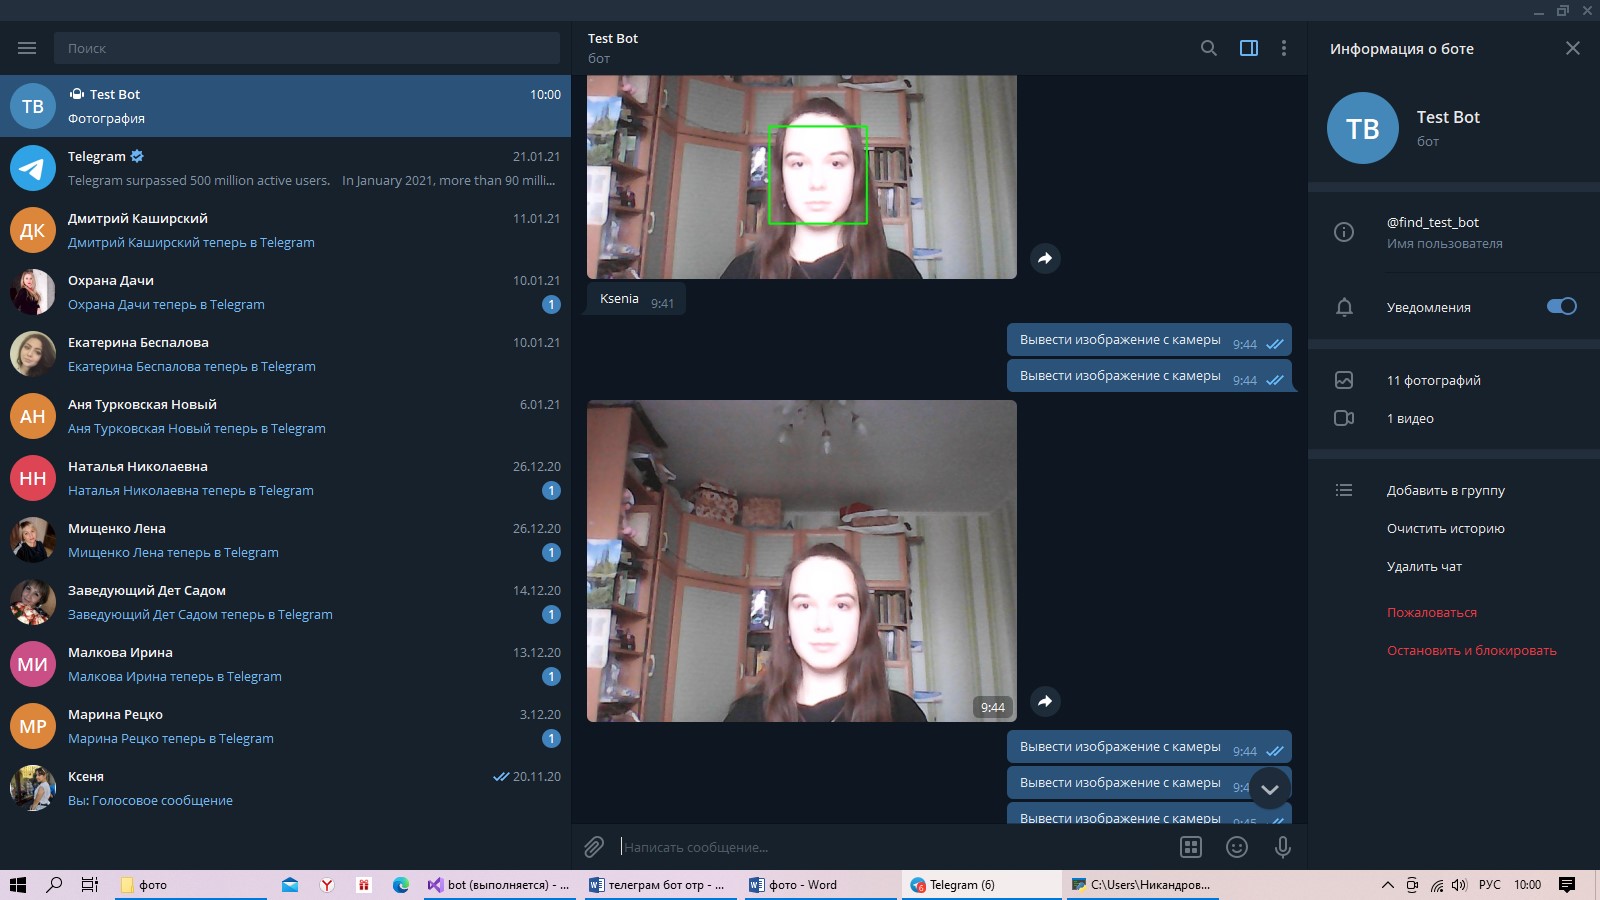 Поиск
ТВ
Test Bot
10:00
Фотография
Telegram
21.01.21
Telegram surpassed 500 million active users. In January 2021, more than 90 milli...
ДК
Дмитрий Каширский
11.01.21
Дмитрий Каширский теперь в Telegram
Охрана Дачи
10.01.21
Охрана Дачи теперь в Telegram
1
Екатерина Беспалова
10.01.21
Екатерина Беспалова теперь в Telegram
АН
Аня Турковская Новый
6.01.21
Аня Турковская Новый теперь в Telegram
НН
Наталья Николаевна
26.12.20
Наталья Николаевна теперь в Telegram
1
Мищенко Лена
26.12.20
Мищенко Лена теперь в Telegram
1
Заведующий Дет Садом
14.12.20
Заведующий Дет Садом теперь в Telegram
1
МИ
Малкова Ирина
13.12.20
Малкова Ирина теперь в Telegram
1
МР
Марина Рецко
3.12.20
Марина Рецко теперь в Telegram
1
Ксеня
20.11.20
Вы: Голосовое сообщение
Test Bot
бот
Ksenia 9:41
Вывести изображение с камеры 9:44
Вывести изображение с камеры 9:44
9:44
Вывести изображение с камеры 9:44
Вывести изображение с камеры
Вывести изображение с камеры 9:45
Написать сообщение...
Информация о боте
ТВ
Test Bot
бот
@find_test_bot
Имя пользователя
Уведомления
11 фотографий
1 видео
Добавить в группу
Очистить историю
Удалить чат
Пожаловаться
Остановить и блокировать
фото
bot (выполняется) - ...
телеграм бот отр - ...
фото - Word
Telegram (6)
C:\Users\Никандров...
РУС
10:00